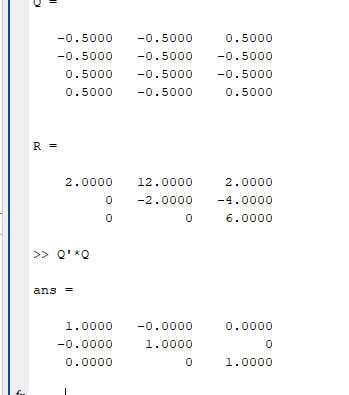 Q =
-0.5000 -0.5000 0.5000
-0.5000 -0.5000 -0.5000
0.5000 -0.5000 -0.5000
0.5000 -0.5000 0.5000
R =
2.0000 12.0000 2.0000
0 -2.0000 -4.0000
0 0 6.0000
>> Q'*Q
ans =
1.0000 -0.0000 0.0000
-0.0000 1.0000 0
0.0000 0 1.0000